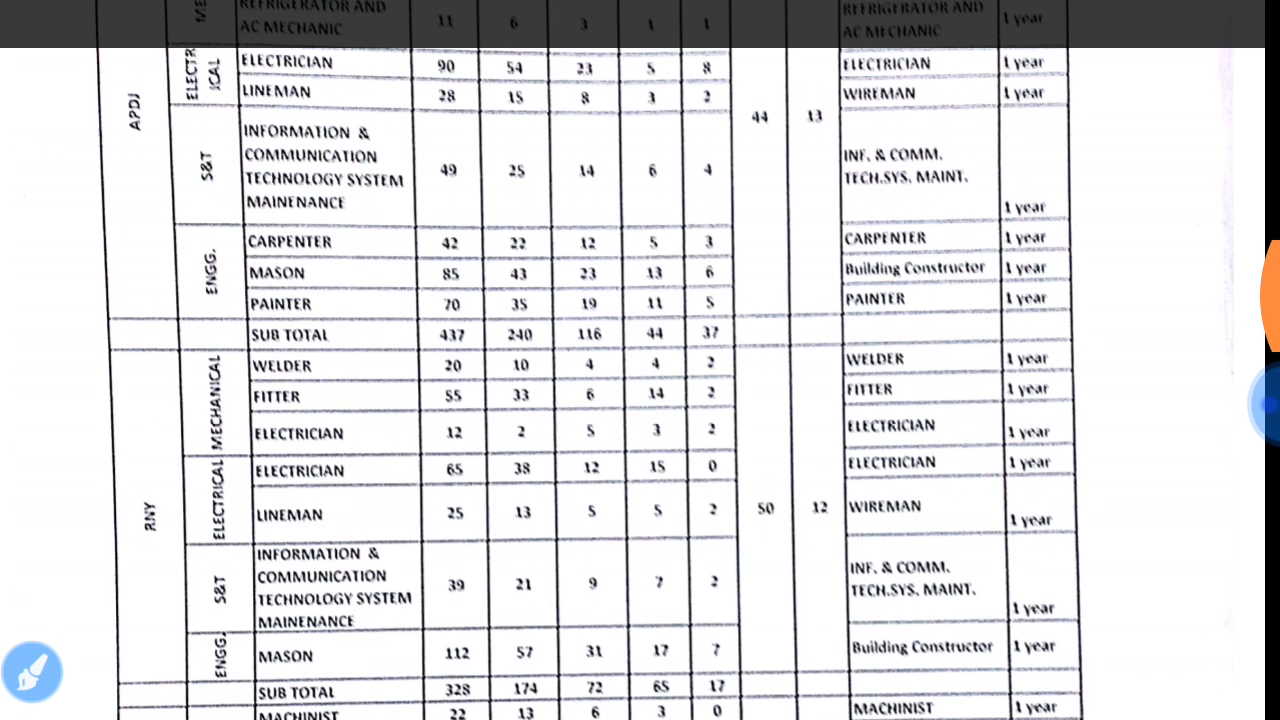 REFRIGERATOR AND
AC MECHANIC 11 6 3 1 1 REFRIGERATOR AND
AC MECHANIC 1 year
APDJ
ELECTR
ICAL
ELECTRICIAN 90 54 23 5 8 ELECTRICIAN 1 year
LINEMAN 28 15 8 3 2 WIREMAN 1 year
44 13
S&T
INFORMATION &
COMMUNICATION
TECHNOLOGY SYSTEM
MAINENANCE
49 25 14 6 4
INF. & COMM.
TECH.SYS. MAINT.
1 year
ENGG.
CARPENTER 42 22 12 5 3 CARPENTER 1 year
MASON 85 43 23 13 6 Building Constructor 1 year
PAINTER 70 35 19 11 5 PAINTER 1 year
SUB TOTAL 437 240 116 44 37
RNY
MECHANICAL
WELDER 20 10 4 4 2 WELDER 1 year
FITTER 55 33 6 14 2 FITTER 1 year
ELECTRICIAN 12 2 5 3 2 ELECTRICIAN 1 year
ELECTRICAL
ELECTRICIAN 65 38 12 15 0 ELECTRICIAN 1 year
LINEMAN 25 13 5 5 2 50 12 WIREMAN 1 year
S&T
INFORMATION &
COMMUNICATION
TECHNOLOGY SYSTEM
MAINENANCE
39 21 9 7 2
INF. & COMM.
TECH.SYS. MAINT.
1 year
ENGG.
MASON 112 57 31 17 7 Building Constructor 1 year
SUB TOTAL 328 174 72 65 17
MACHINIST 22 13 6 3 0 MACHINIST 1 year